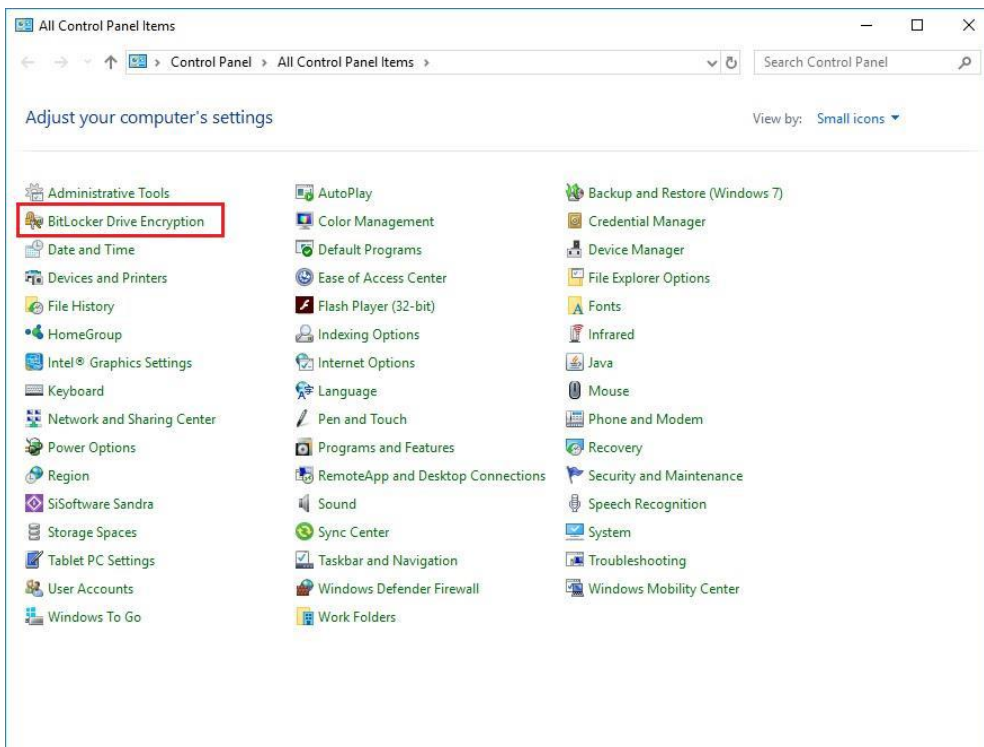 All Control Panel Items
Control Panel > All Control Panel Items >
Search Control Panel
Adjust your computer's settings
View by: Small icons
Administrative Tools
AutoPlay
Backup and Restore (Windows 7)
BitLocker Drive Encryption
Color Management
Credential Manager
Date and Time
Default Programs
Device Manager
Devices and Printers
Ease of Access Center
File Explorer Options
File History
Flash Player (32-bit)
Fonts
HomeGroup
Indexing Options
Infrared
Intel® Graphics Settings
Internet Options
Java
Keyboard
Language
Mouse
Network and Sharing Center
Pen and Touch
Phone and Modem
Power Options
Programs and Features
Recovery
Region
RemoteApp and Desktop Connections
Security and Maintenance
SiSoftware Sandra
Sound
Speech Recognition
Storage Spaces
Sync Center
System
Tablet PC Settings
Taskbar and Navigation
Troubleshooting
User Accounts
Windows Defender Firewall
Windows Mobility Center
Windows To Go
Work Folders